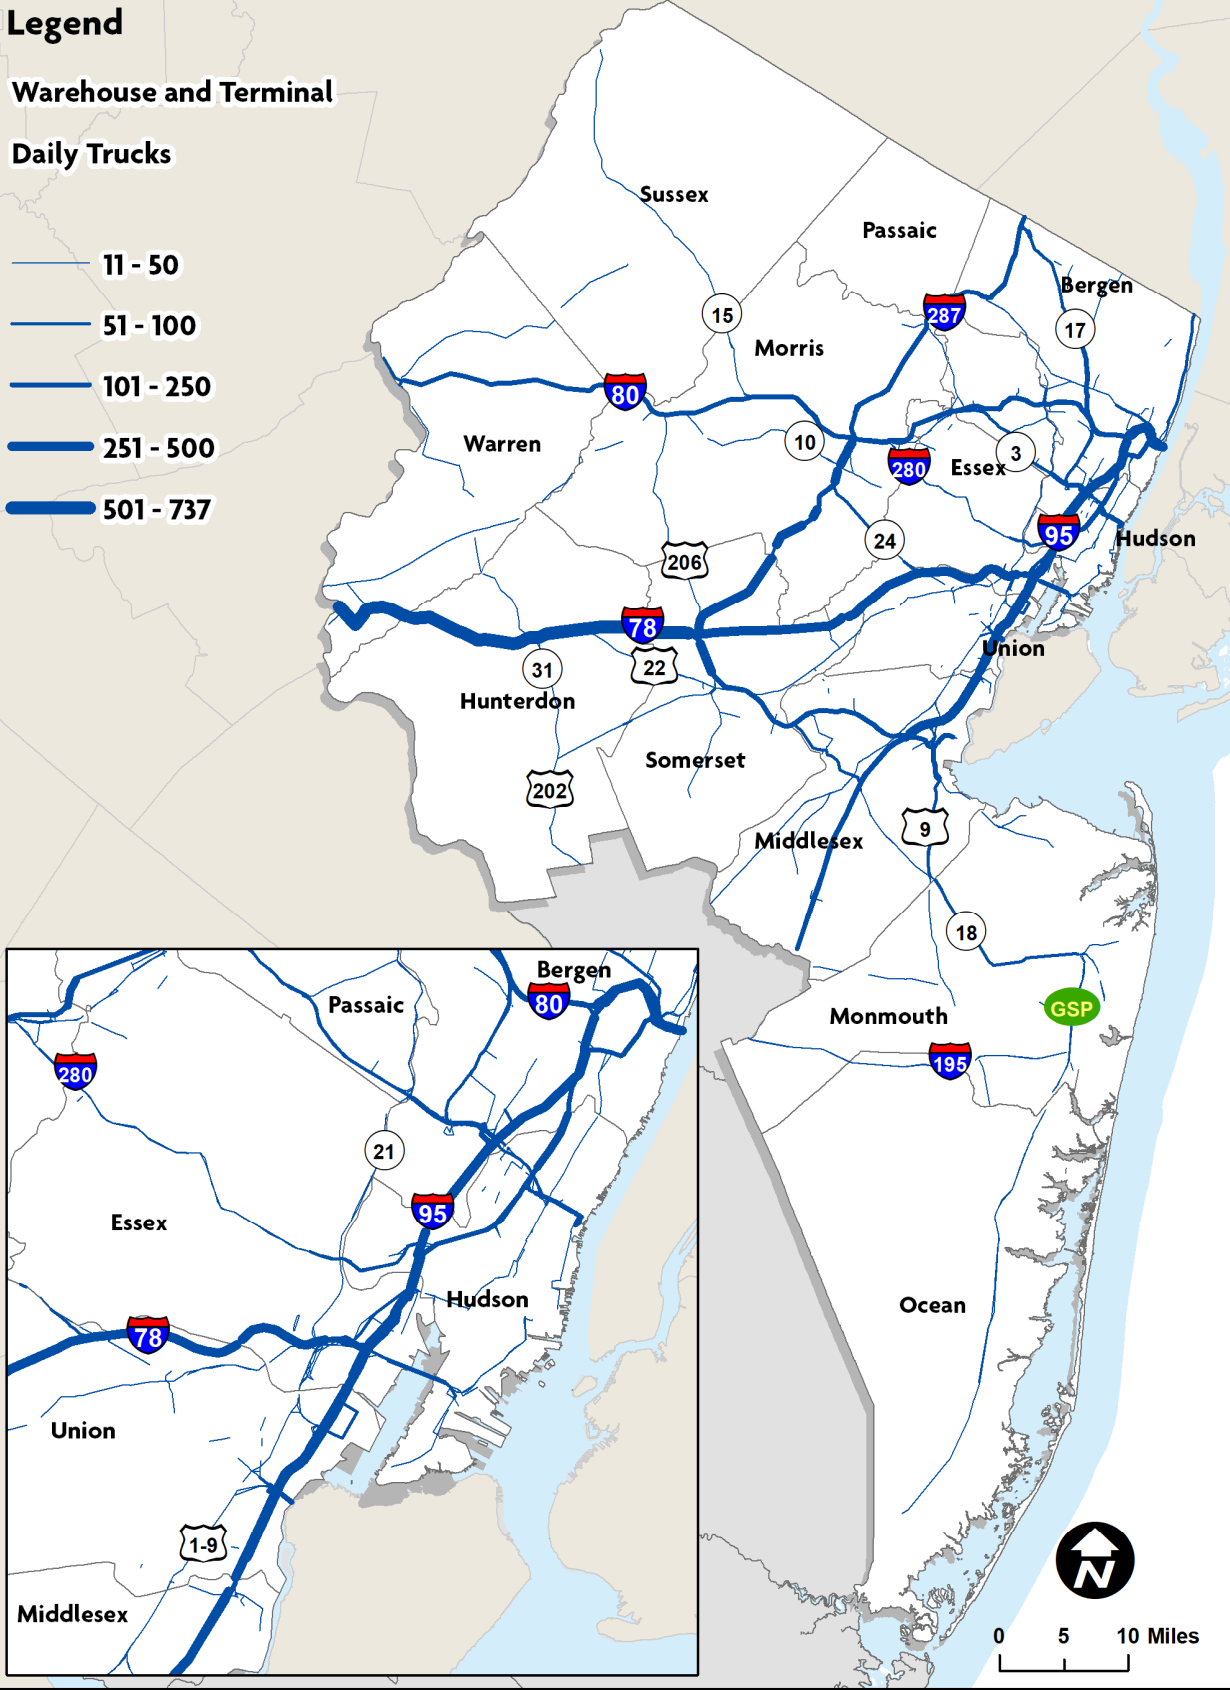 Legend
Warehouse and Terminal
Daily Trucks
11 - 50
51 - 100
101 - 250
251 - 500
501 - 737
Sussex
Passaic
Bergen
287
15
17
Morris
80
Warren
10
3
280
Essex
95
Hudson
24
206
78
22
Union
31
Hunterdon
Somerset
202
9
Middlesex
18
Monmouth
GSP
195
Ocean
N
0 5 10 Miles
Bergen
80
Passaic
280
21
95
Essex
Hudson
78
Union
1-9
Middlesex